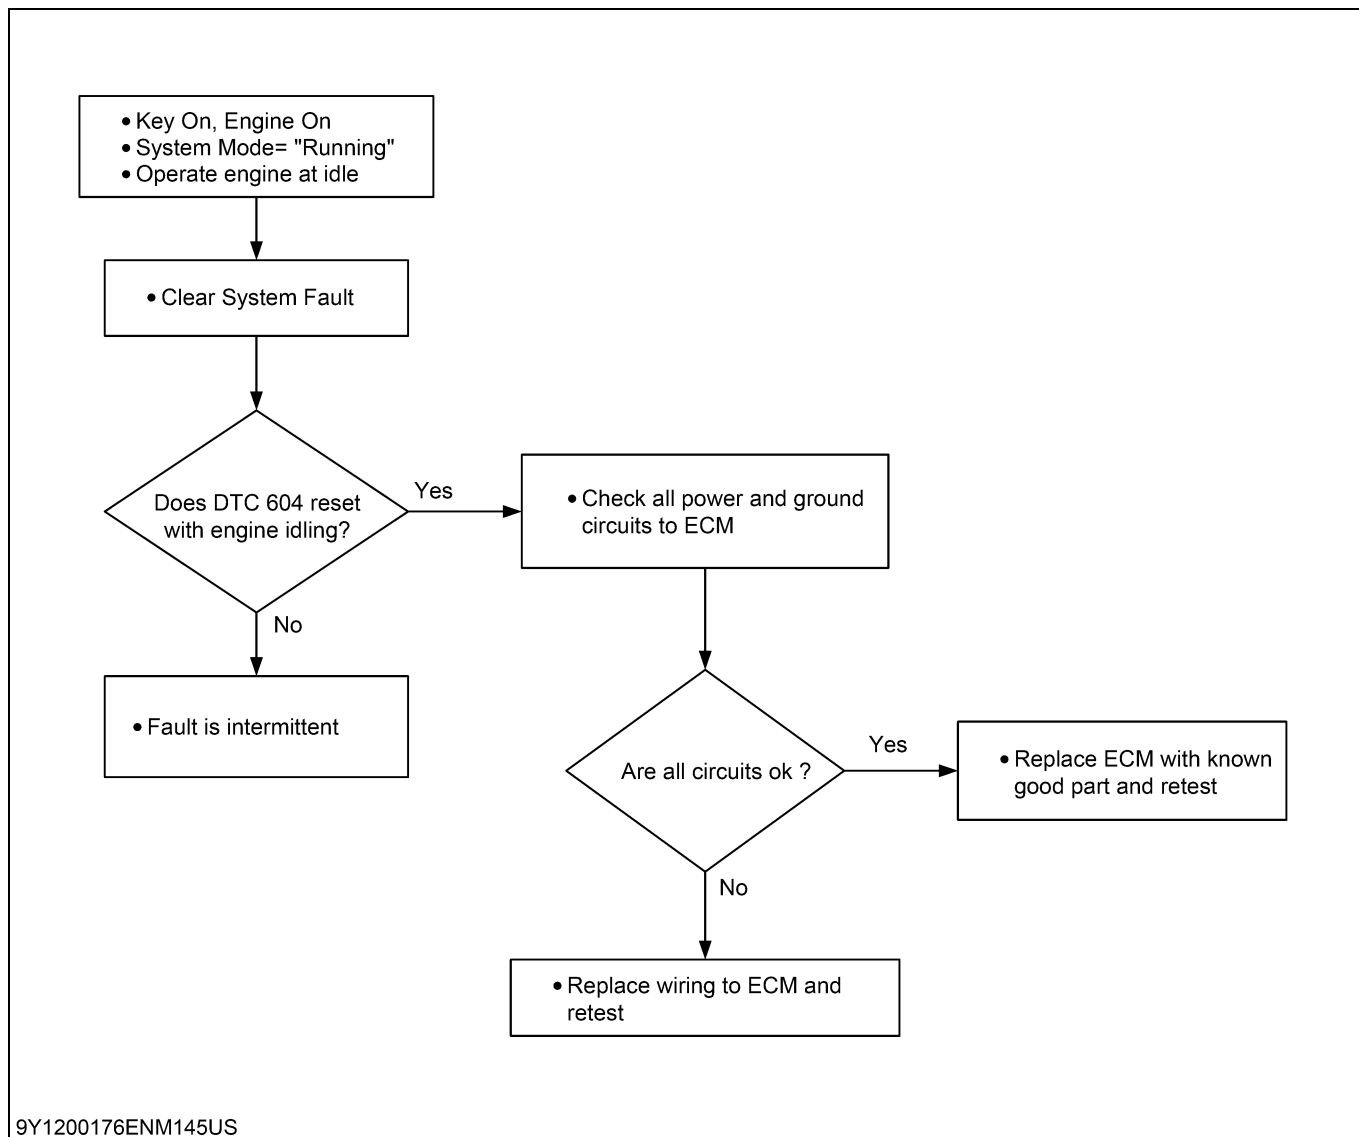 • Key On, Engine On
• System Mode= "Running"
• Operate engine at idle
• Clear System Fault
Does DTC 604 reset
with engine idling?
Yes
No
• Fault is intermittent
• Check all power and ground
circuits to ECM
Are all circuits ok ?
Yes
No
• Replace ECM with known
good part and retest
• Replace wiring to ECM and
retest
9Y1200176ENM145US